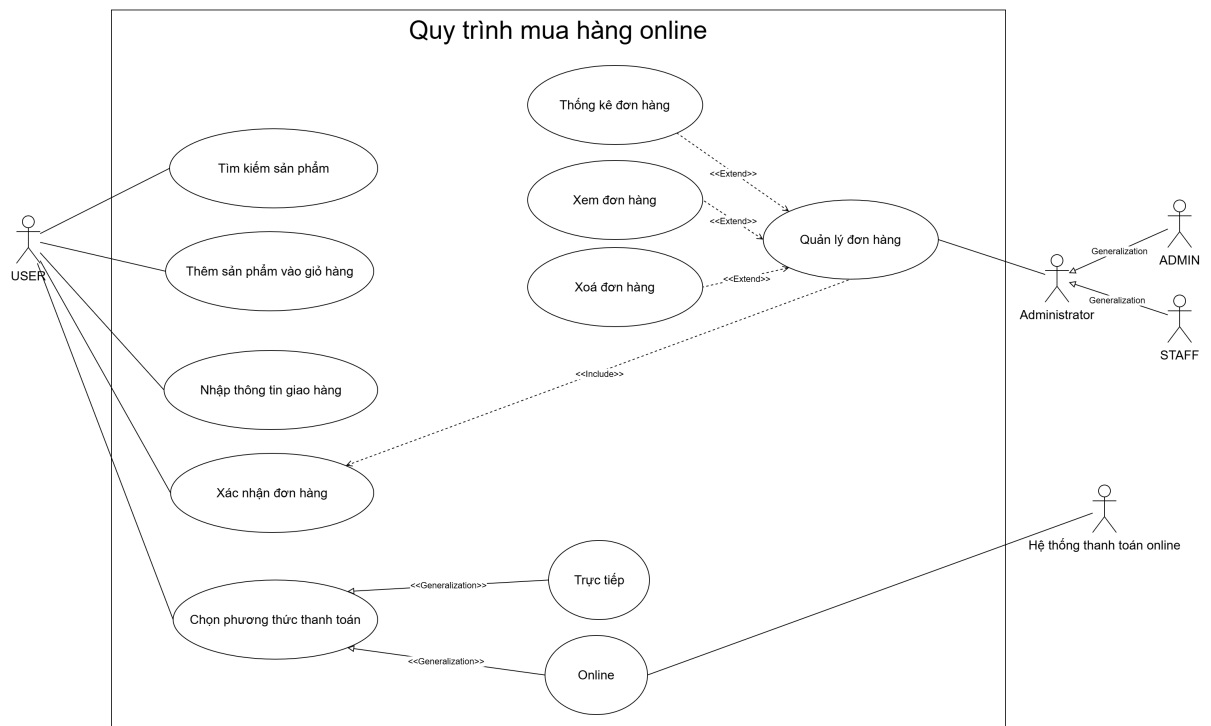 Quy trình mua hàng online
Thống kê đơn hàng
Tìm kiếm sản phẩm
<<Extend>>
Xem đơn hàng
<<Extend>>
Quản lý đơn hàng
Generalization
ADMIN
USER
Thêm sản phẩm vào giỏ hàng
Xoá đơn hàng
<<Extend>>
Administrator
Generalization
STAFF
<<Include>>
Nhập thông tin giao hàng
Xác nhận đơn hàng
Hệ thống thanh toán online
<<Generalization>>
Trực tiếp
Chọn phương thức thanh toán
<<Generalization>>
Online